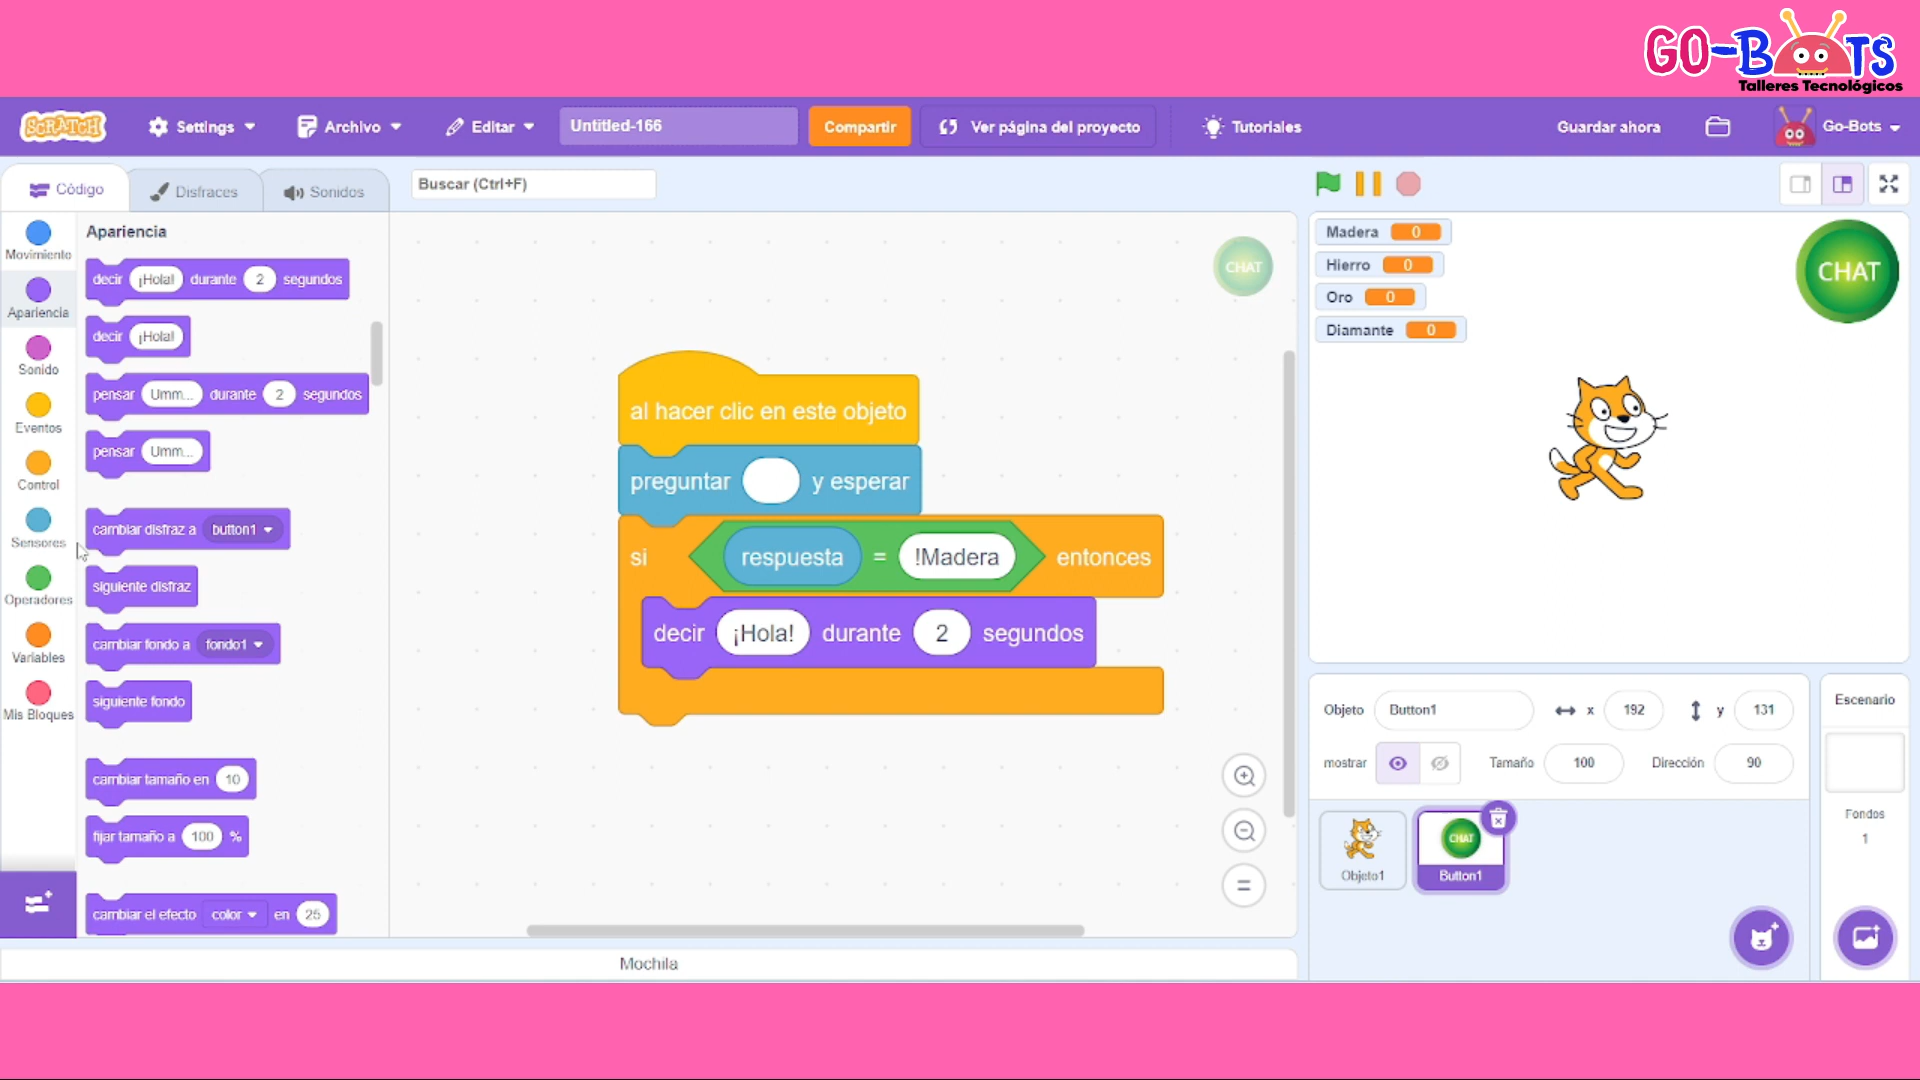 GO-BOTS
Talleres Tecnológicos
SCRATCH
Settings
Archivo
Editar
Untitled-166
Compartir
Ver página del proyecto
Tutoriales
Guardar ahora
Go-Bots
Código
Disfraces
Sonidos
Buscar (Ctrl+F)
Movimiento
Apariencia
Sonido
Eventos
Control
Sensores
Operadores
Variables
Mis Bloques
Apariencia
decir ¡Hola! durante 2 segundos
decir ¡Hola!
pensar Umm... durante 2 segundos
pensar Umm...
cambiar disfraz a button1
siguiente disfraz
cambiar fondo a fondo1
siguiente fondo
cambiar tamaño en 10
fijar tamaño a 100 %
cambiar el efecto color en 25
CHAT
al hacer clic en este objeto
preguntar y esperar
si respuesta = !Madera entonces
decir ¡Hola! durante 2 segundos
=
Mochila
Madera 0
Hierro 0
Oro 0
Diamante 0
CHAT
Objeto Button1 x 192 y 131
mostrar Tamaño 100 Dirección 90
Objeto1
CHAT
Button1
Escenario
Fondos
1